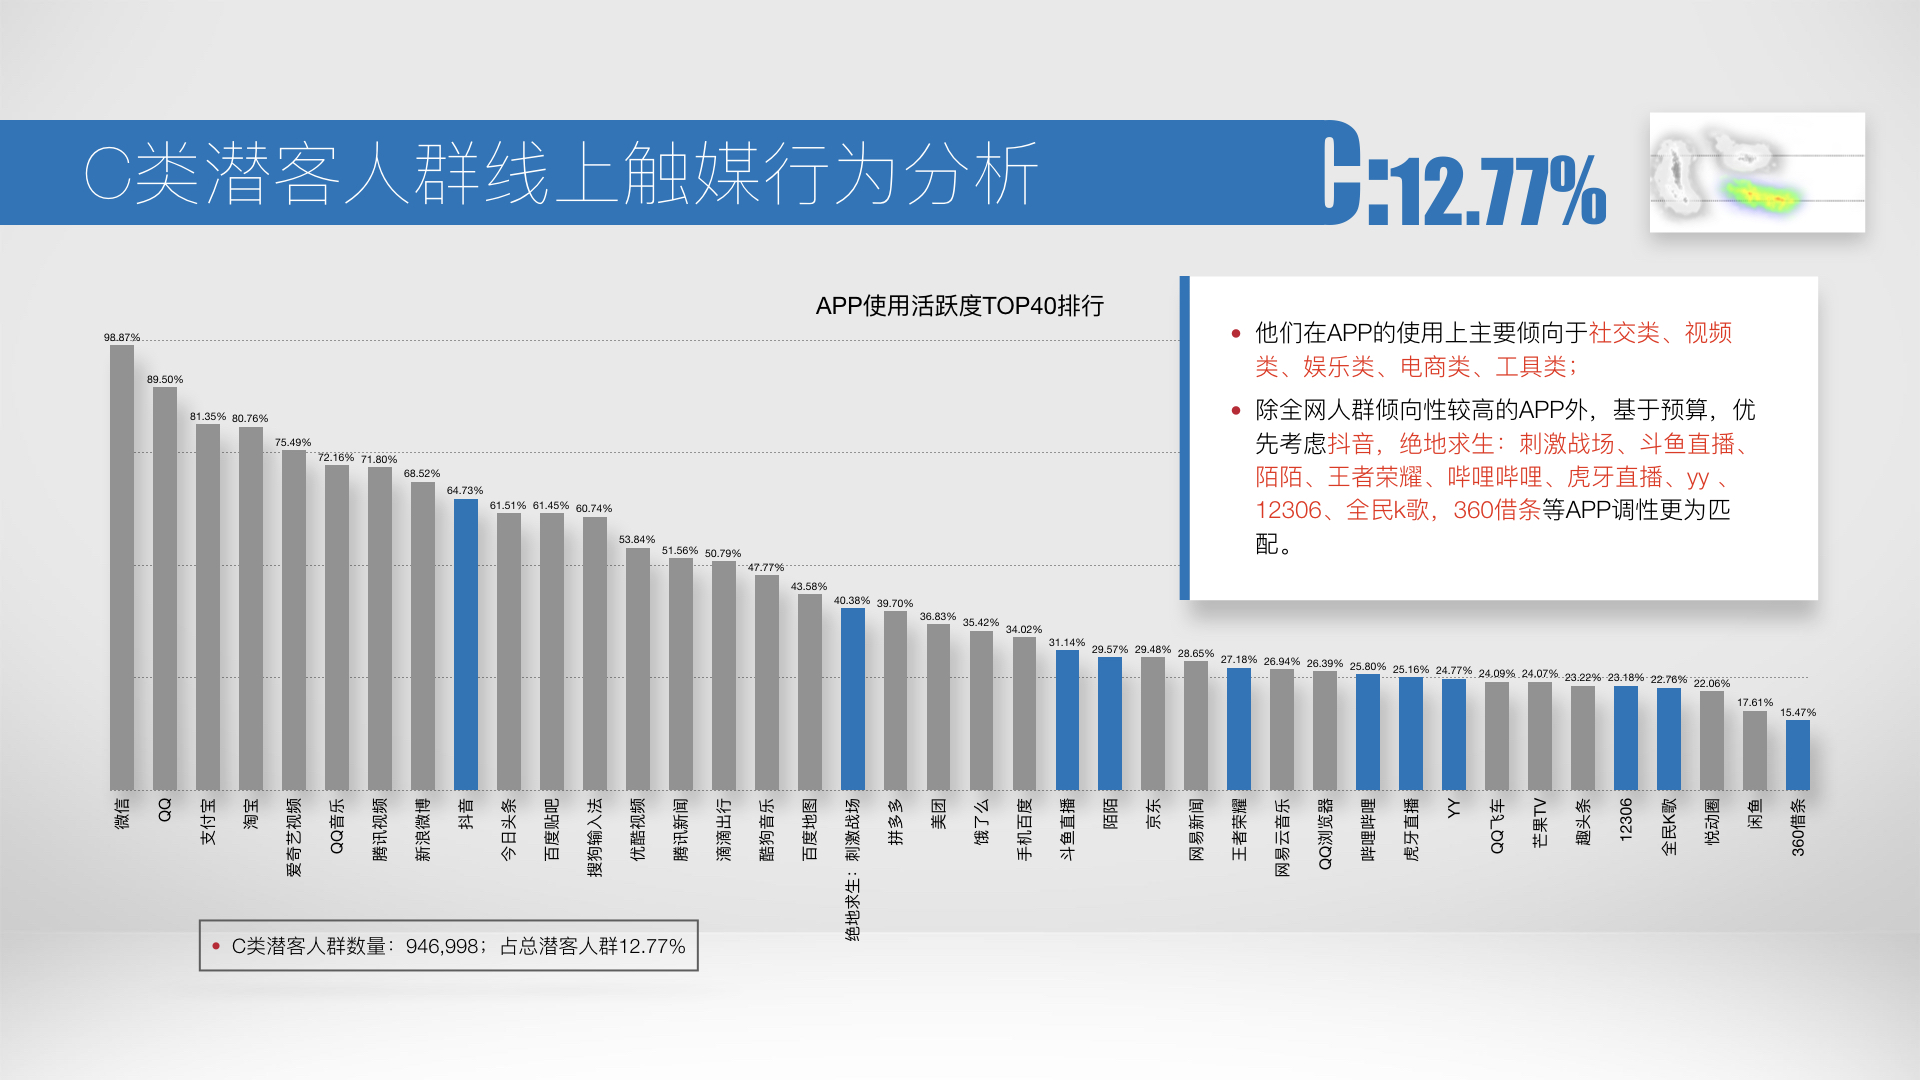 C类潜客人群线上触媒行为分析
C:12.77%
APP使用活跃度TOP40排行
他们在APP的使用上主要倾向于社交类、视频
类、娱乐类、电商类、工具类；
除全网人群倾向性较高的APP外，基于预算，优
先考虑抖音，绝地求生：刺激战场、斗鱼直播、
陌陌、王者荣耀、哔哩哔哩、虎牙直播、yy 、
12306、全民k歌，360借条等APP调性更为匹
配。
98.87%
89.50%
81.35%
80.76%
75.49%
72.16%
71.80%
68.52%
64.73%
61.51%
61.45%
60.74%
53.84%
51.56%
50.79%
47.77%
43.58%
40.38%
39.70%
36.83%
35.42%
34.02%
31.14%
29.57%
29.48%
28.65%
27.18%
26.94%
26.39%
25.80%
25.16%
24.77%
24.09%
24.07%
23.22%
23.18%
22.76%
22.06%
17.61%
15.47%
微信
QQ
支付宝
淘宝
爱奇艺视频
QQ音乐
腾讯视频
新浪微博
抖音
今日头条
百度贴吧
搜狗输入法
优酷视频
腾讯新闻
滴滴出行
酷狗音乐
百度地图
绝地求生：刺激战场
拼多多
美团
饿了么
手机百度
斗鱼直播
陌陌
京东
网易新闻
王者荣耀
网易云音乐
QQ浏览器
哔哩哔哩
虎牙直播
YY
QQ飞车
芒果TV
趣头条
12306
全民K歌
悦动圈
闲鱼
360借条
C类潜客人群数量：946,998；占总潜客人群12.77%